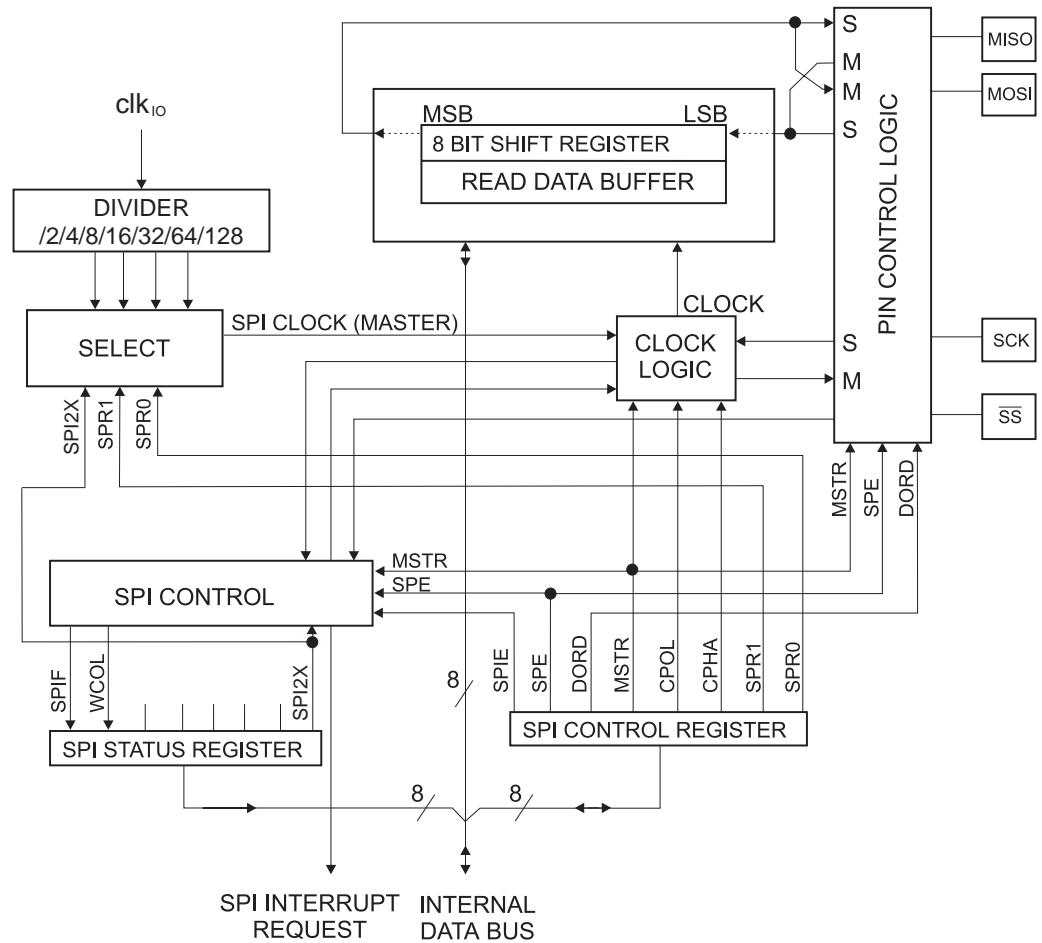 S
MISO
M
clkIO
MSB
LSB
M
MOSI
8 BIT SHIFT REGISTER
S
READ DATA BUFFER
PIN CONTROL LOGIC
DIVIDER
/2/4/8/16/32/64/128
CLOCK
SPI CLOCK (MASTER)
SELECT
CLOCK
LOGIC
S
SCK
M
SPI2X
SPR1
SPR0
SS
MSTR
SPE
DORD
MSTR
SPE
SPI CONTROL
SPIF
WCOL
SPI2X
8
SPIE
SPE
DORD
MSTR
CPOL
CPHA
SPR1
SPR0
SPI STATUS REGISTER
SPI CONTROL REGISTER
8
8
SPI INTERRUPT
REQUEST
INTERNAL
DATA BUS